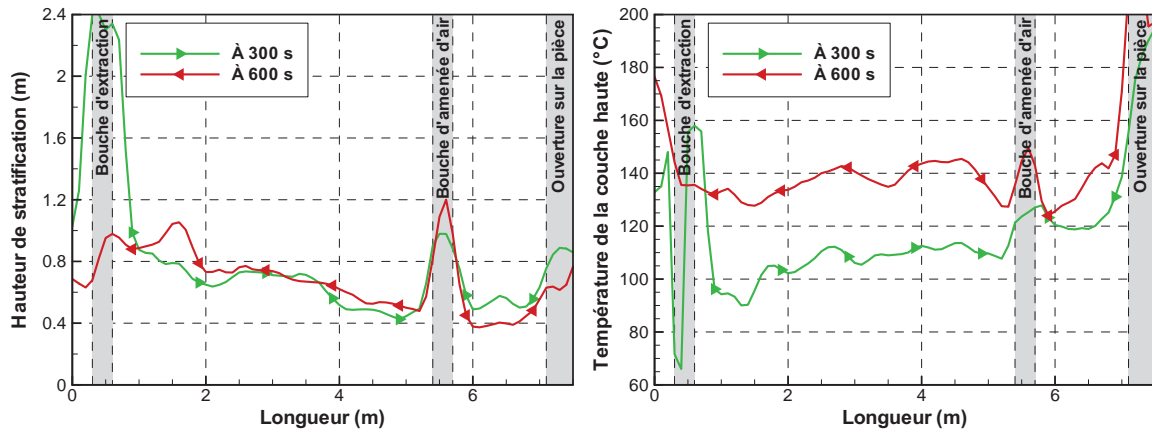 Hauteur de stratification (m)
2.4
2
1.6
1.2
0.8
0.4
0
À 300 s
À 600 s
Bouche d'extraction
Bouche d'amenée d'air
Ouverture sur la pièce
0
2
4
6
Longueur (m)
Température de la couche haute (°C)
200
180
160
140
120
100
80
60
À 300 s
À 600 s
Bouche d'extraction
Bouche d'amenée d'air
Ouverture sur la pièce
0
2
4
6
Longueur (m)